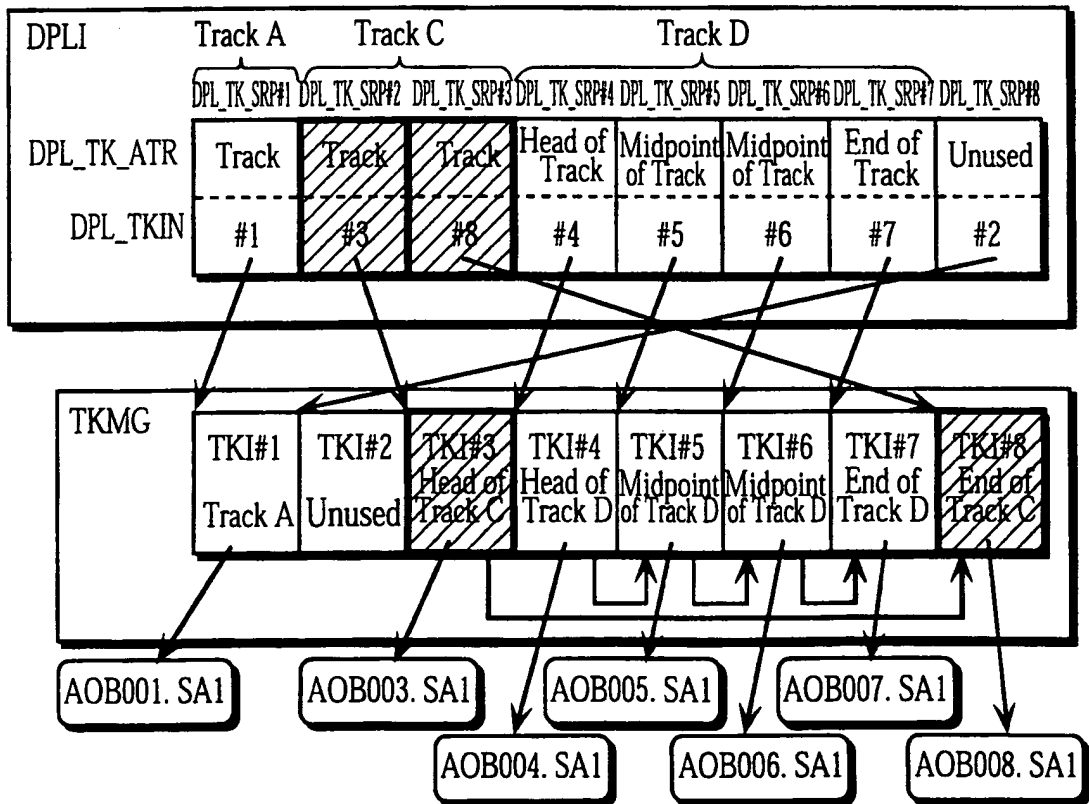 DPLI Track A Track C Track D
DPL_TK_SRP#1 DPL_TK_SRP#2 DPL_TK_SRP#3 DPL_TK_SRP#4 DPL_TK_SRP#5 DPL_TK_SRP#6 DPL_TK_SRP#7 DPL_TK_SRP#8
DPL_TK_ATR Track Track Track Head of Track Midpoint of Track Midpoint of Track End of Track Unused
DPL_TKIN #1 #3 #8 #4 #5 #6 #7 #2
TKMG
TKI#1 TKI#2 TKI#3 TKI#4 TKI#5 TKI#6 TKI#7 TKI#8
Track A Unused Head of Track C Head of Track D Midpoint of Track D Midpoint of Track D End of Track D End of Track C
AOB001. SA1 AOB003. SA1 AOB005. SA1 AOB007. SA1
AOB004. SA1 AOB006. SA1 AOB008. SA1